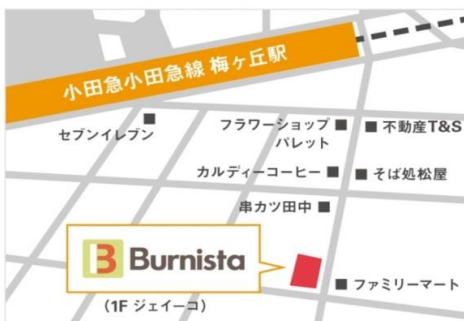 小田急小田急線 梅ヶ丘駅
セブンイレブン
フラワーショップ
パレット
不動産T&S
カルディーコーヒー
そば処松屋
串カツ田中
B Burnista
(1F ジェイーコ)
ファミリーマート